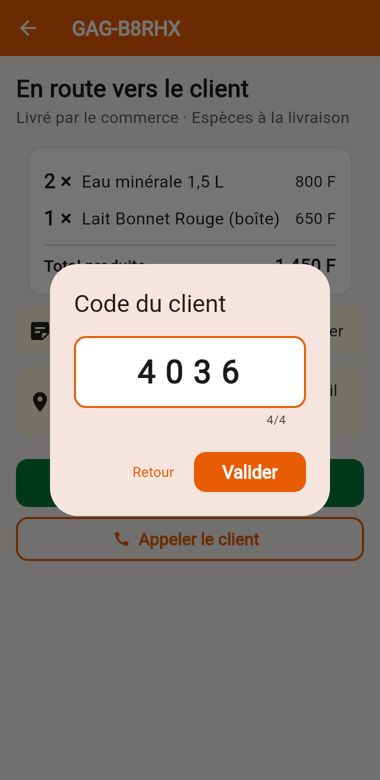 GAG-B8RHX
En route vers le client
Livré par le commerce · Espèces à la livraison
2 × Eau minérale 1,5 L 800 F
1 × Lait Bonnet Rouge (boîte) 650 F
Total produits 1 450 F
Code du client
4036
4/4
Retour Valider
Appeler le client